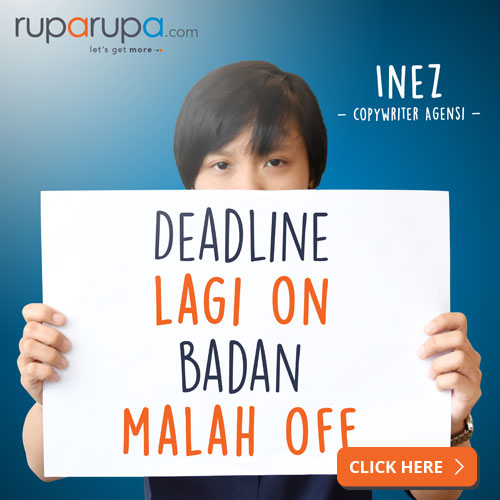 ruparupa.com
let's get more
INEZ
- COPYWRITER AGENSI -
DEADLINE
LAGI ON
BADAN
MALAH OFF
CLICK HERE